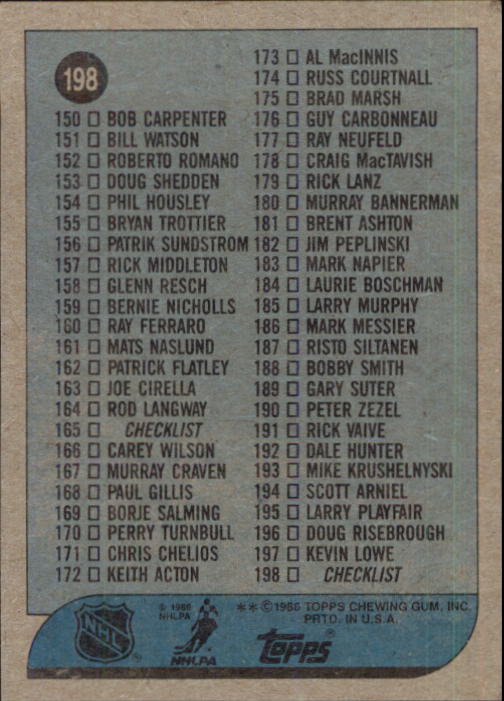 198
150 BOB CARPENTER
151 BILL WATSON
152 ROBERTO ROMANO
153 DOUG SHEDDEN
154 PHIL HOUSLEY
155 BRYAN TROTTIER
156 PATRIK SUNDSTROM
157 RICK MIDDLETON
158 GLENN RESCH
159 BERNIE NICHOLLS
160 RAY FERRARO
161 MATS NASLUND
162 PATRICK FLATLEY
163 JOE CIRELLA
164 ROD LANGWAY
165 CHECKLIST
166 CAREY WILSON
167 MURRAY CRAVEN
168 PAUL GILLIS
169 BORJE SALMING
170 PERRY TURNBULL
171 CHRIS CHELIOS
172 KEITH ACTON
173 AL MacINNIS
174 RUSS COURTNALL
175 BRAD MARSH
176 GUY CARBONNEAU
177 RAY NEUFELD
178 CRAIG MacTAVISH
179 RICK LANZ
180 MURRAY BANNERMAN
181 BRENT ASHTON
182 JIM PEPLINSKI
183 MARK NAPIER
184 LAURIE BOSCHMAN
185 LARRY MURPHY
186 MARK MESSIER
187 RISTO SILTANEN
188 BOBBY SMITH
189 GARY SUTER
190 PETER ZEZEL
191 RICK VAIVE
192 DALE HUNTER
193 MIKE KRUSHELNYSKI
194 SCOTT ARNIEL
195 LARRY PLAYFAIR
196 DOUG RISEBROUGH
197 KEVIN LOWE
198 CHECKLIST
NHL
© 1986
NHLPA
NHLPA
**© 1986 TOPPS CHEWING GUM, INC.
PRTD. IN U.S.A.
topps®